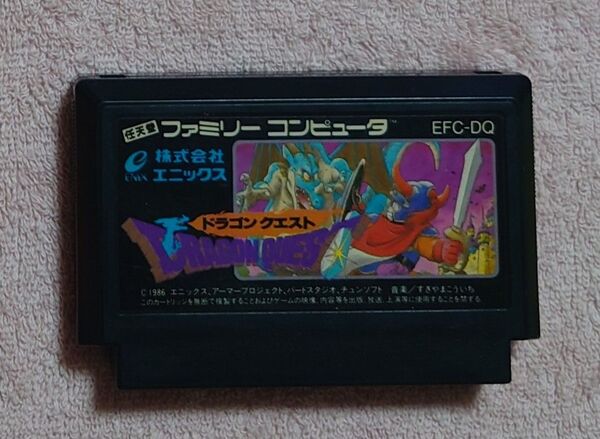 任天堂 ファミリー コンピュータ™ EFC-DQ
ENIX 株式会社
エニックス
ドラゴン クエスト
DRAGON QUEST
© 1986 エニックス、アーマープロジェクト、バードスタジオ、チュンソフト 音楽/すぎやまこういち
このカートリッジを無断で複製することおよびゲームの映像、内容等を出版、放送、上演等に使用することを禁ずる。